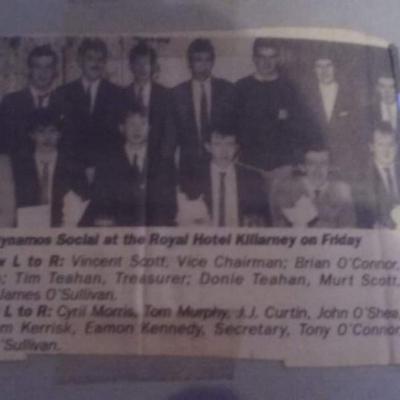 ynamos Social at the Royal Hotel Killarney on Friday
w L to R: Vincent Scott, Vice Chairman; Brian O'Connor,
; Tim Teahan, Treasurer; Donie Teahan, Murt Scott,
James O'Sullivan.
L to R: Cyril Morris, Tom Murphy, J.J. Curtin, John O'Shea,
m Kerrisk, Eamon Kennedy, Secretary, Tony O'Connor
'Sullivan.